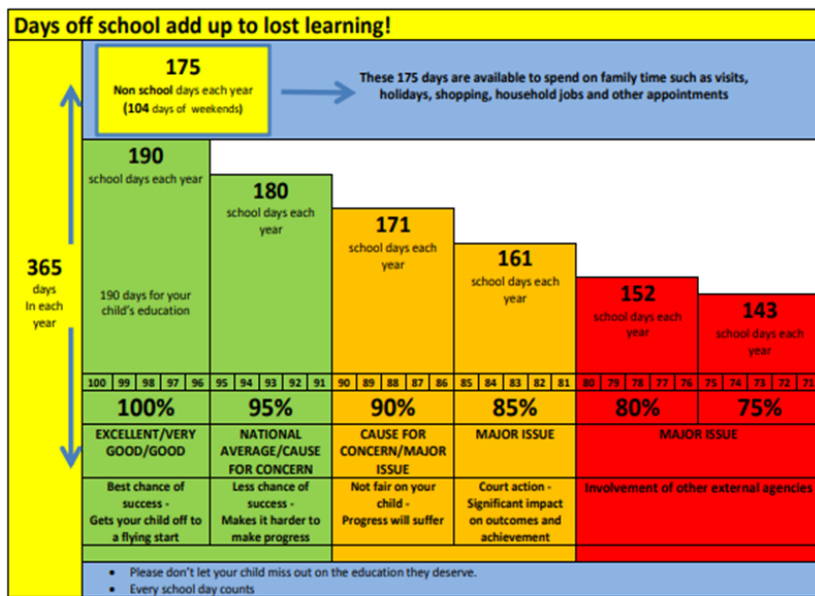 Days off school add up to lost learning!
175
Non school days each year
(104 days of weekends)
These 175 days are available to spend on family time such as visits,
holidays, shopping, household jobs and other appointments
365
days
In each
year
190
school days each year
190 days for your
child's education
180
school days each
year
171
school days each
year
161
school days each
year
152
school days each
year
143
school days each
year
100 99 98 97 96 95 94 93 92 91 90 89 88 87 86 85 84 83 82 81 80 79 78 77 76 75 74 73 72 71
100% 95% 90% 85% 80% 75%
EXCELLENT/VERY
GOOD/GOOD
NATIONAL
AVERAGE/CAUSE
FOR CONCERN
CAUSE FOR
CONCERN/MAJOR
ISSUE
MAJOR ISSUE
MAJOR ISSUE
Best chance of
success -
Gets your child off to
a flying start
Less chance of
success -
Makes it harder to
make progress
Not fair on your
child -
Progress will suffer
Court action -
Significant impact
on outcomes and
achievement
Involvement of other external agencies
• Please don't let your child miss out on the education they deserve.
• Every school day counts